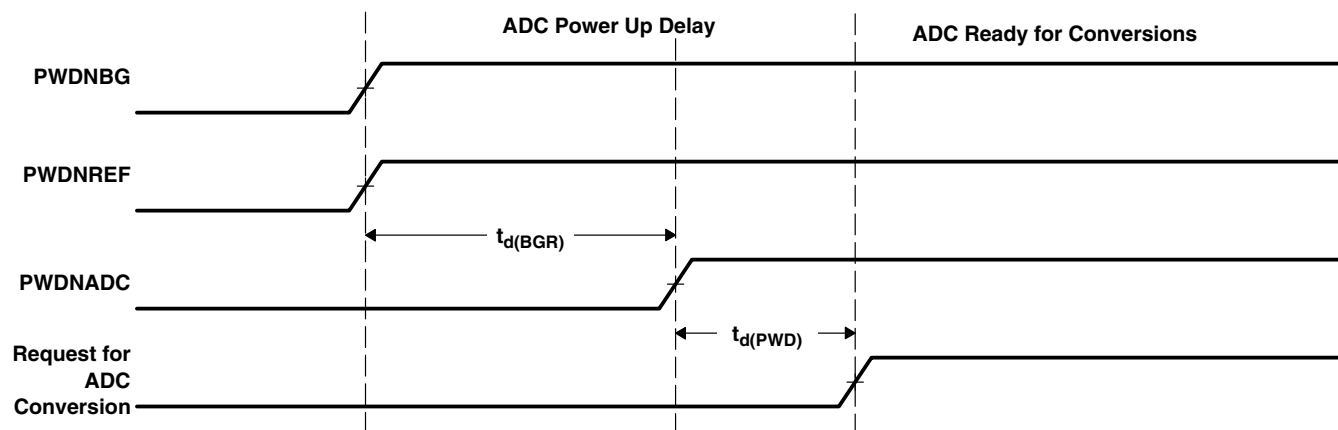 ADC Power Up Delay
ADC Ready for Conversions
PWDNBG
PWDNREF
td(BGR)
PWDNADC
td(PWD)
Request for
ADC
Conversion